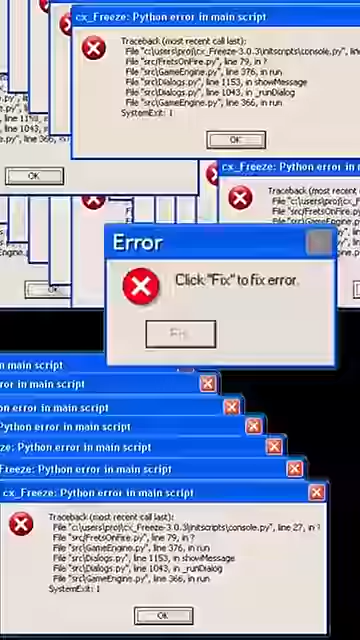 cx_Freeze: Python error in main script
Traceback (most recent call last):
File "c:\users\proj\cx_Freeze-3.0.3\initscripts\console.py", line
File "src/FretsOnFire.py", line 79, in ?
File "src\GameEngine.py", line 376, in run
File "src\Dialogs.py", line 1153, in showMessage
File "src\Dialogs.py", line 1043, in _runDialog
File "src\GameEngine.py", line 366, in run
SystemExit: 1
OK
OK
cx_Freeze: Python error in main
Traceback (most recent
File "c:\users\proj\cx
File "src/FretsOnFire
File "src\GameEngine.
OK
Error
Click "Fix" to fix error.
Fix
in main script
ror in main script
on error in main script
Python error in main script
ze: Python error in main script
Freeze: Python error in main script
cx_Freeze: Python error in main script
Traceback (most recent call last):
File "c:\users\proj\cx_Freeze-3.0.3\initscripts\console.py", line 27, in ?
File "src/FretsOnFire.py", line 79, in ?
File "src\GameEngine.py", line 376, in run
File "src\Dialogs.py", line 1153, in showMessage
File "src\Dialogs.py", line 1043, in _runDialog
File "src\GameEngine.py", line 366, in run
SystemExit: 1
OK